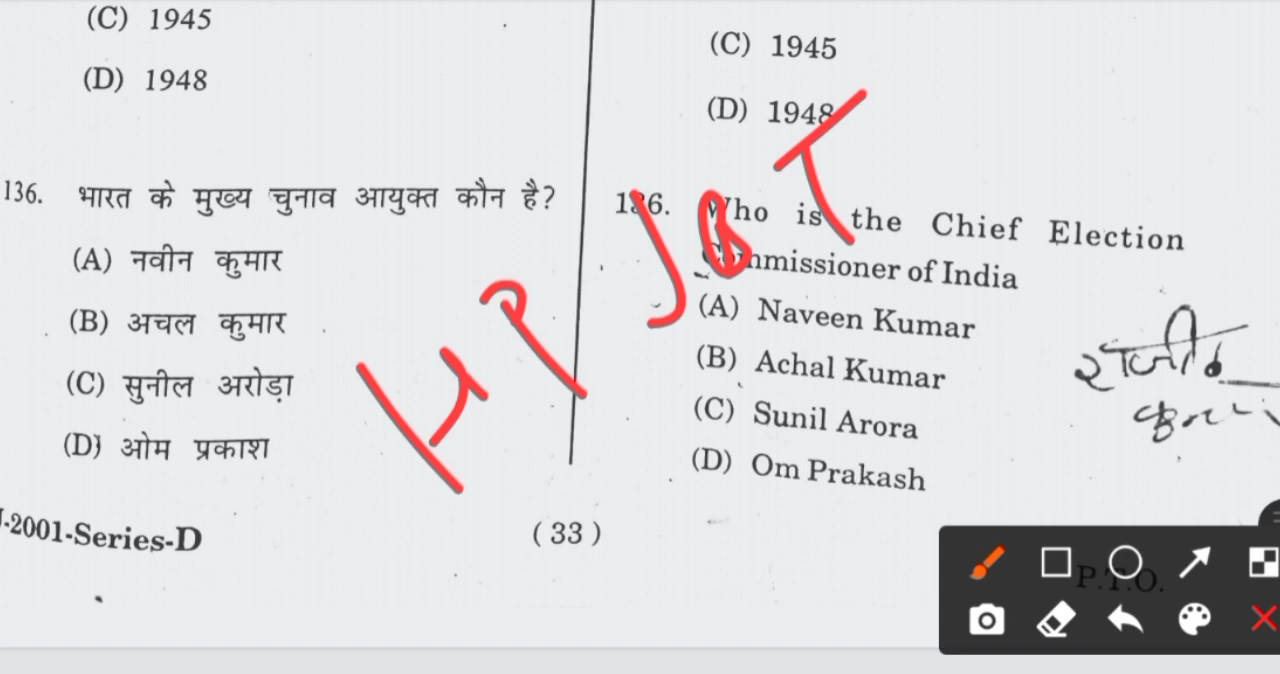 (C) 1945
(D) 1948
136. भारत के मुख्य चुनाव आयुक्त कौन है?
(A) नवीन कुमार
(B) अचल कुमार
(C) सुनील अरोड़ा
(D) ओम प्रकाश
-2001-Series-D
(33)
(C) 1945
(D) 1948
136. Who is the Chief Election
Commissioner of India
(A) Naveen Kumar
(B) Achal Kumar
(C) Sunil Arora
(D) Om Prakash
P.T.O.
HP JBT
राजीव